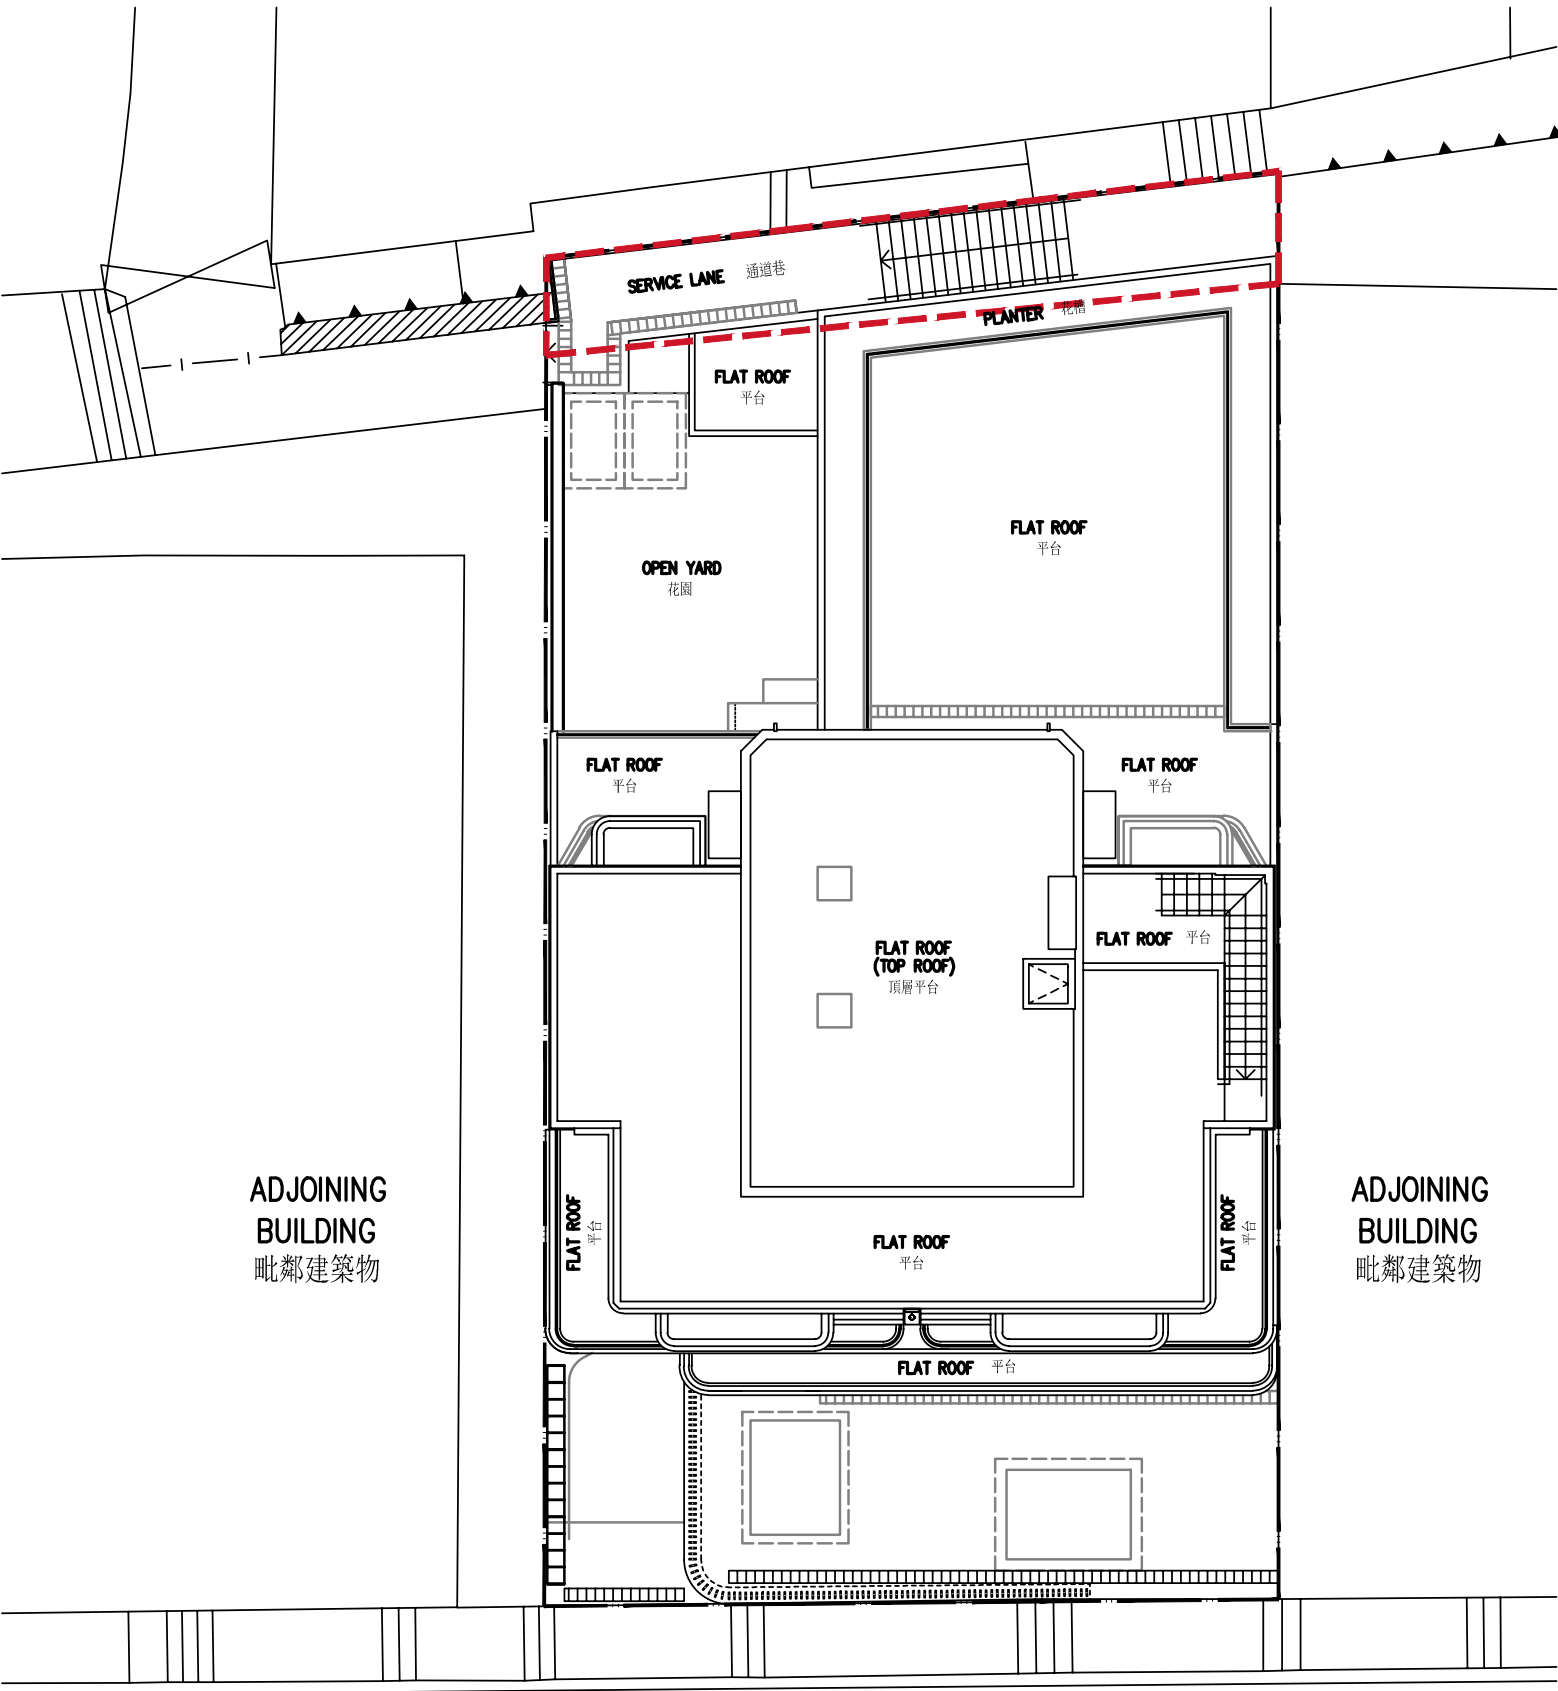 SERVICE LANE 通道巷
PLANTER 花槽
FLAT ROOF
平台
FLAT ROOF
平台
OPEN YARD
花園
FLAT ROOF
平台
FLAT ROOF
平台
FLAT ROOF 平台
FLAT ROOF
(TOP ROOF)
頂層平台
ADJOINING
BUILDING
毗鄰建築物
FLAT ROOF
平台
FLAT ROOF
平台
FLAT ROOF
平台
ADJOINING
BUILDING
毗鄰建築物
FLAT ROOF 平台